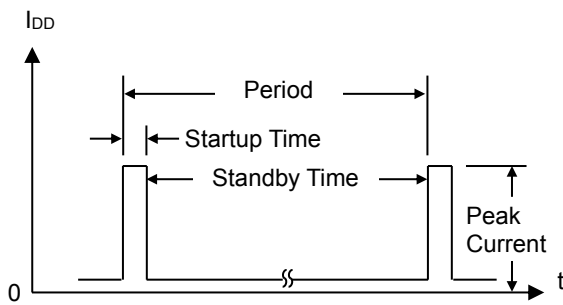 IDD
Period
Startup Time
Standby Time
Peak
Current
0
t